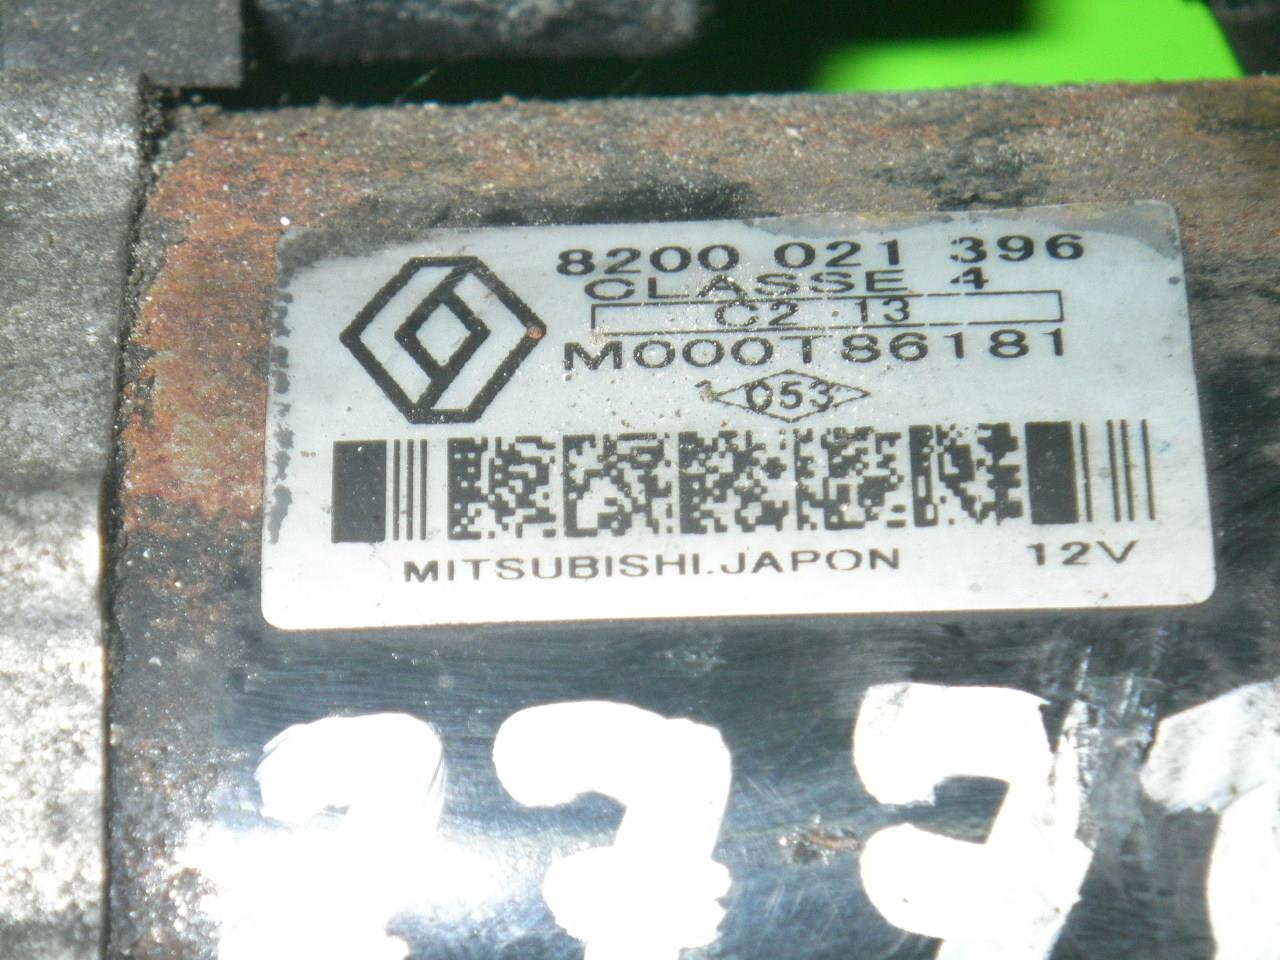 8200 021 396
CLASSE 4
C2 13
M000T86181
053
MITSUBISHI.JAPON 12V